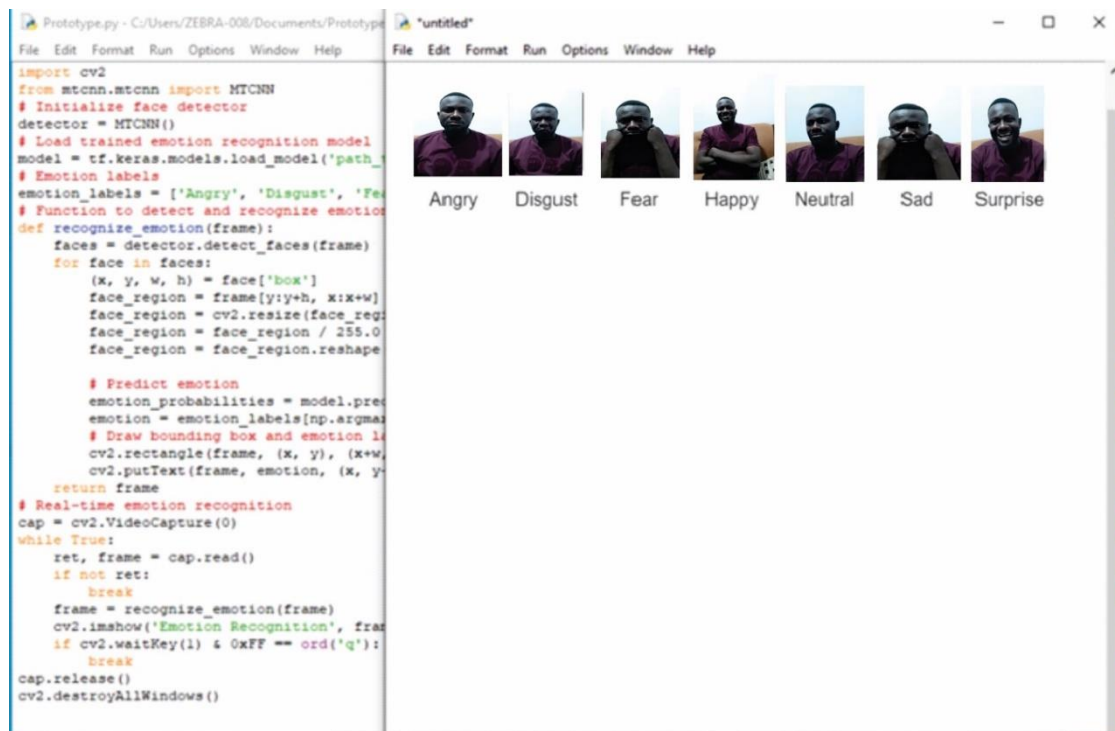 Prototype.py - C:/Users/ZEBRA-008/Documents/Prototype
File Edit Format Run Options Window Help
import cv2
from mtcnn.mtcnn import MTCNN
# Initialize face detector
detector = MTCNN()
# Load trained emotion recognition model
model = tf.keras.models.load_model('path_
# Emotion labels
emotion_labels = ['Angry', 'Disgust', 'Fea
# Function to detect and recognize emotion
def recognize_emotion(frame):
faces = detector.detect_faces(frame)
for face in faces:
(x, y, w, h) = face['box']
face_region = frame[y:y+h, x:x+w]
face_region = cv2.resize(face_regi
face_region = face_region / 255.0
face_region = face_region.reshape
# Predict emotion
emotion_probabilities = model.pred
emotion = emotion_labels[np.argmax
# Draw bounding box and emotion la
cv2.rectangle(frame, (x, y), (x+w,
cv2.putText(frame, emotion, (x, y-
return frame
# Real-time emotion recognition
cap = cv2.VideoCapture(0)
while True:
ret, frame = cap.read()
if not ret:
break
frame = recognize_emotion(frame)
cv2.imshow('Emotion Recognition', fram
if cv2.waitKey(1) & 0xFF == ord('q'):
break
cap.release()
cv2.destroyAllWindows()
*untitled*
File Edit Format Run Options Window Help
Angry Disgust Fear Happy Neutral Sad Surprise